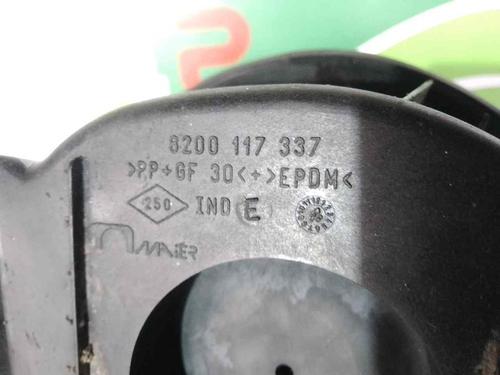 8200 117 337
>PP+GF 30<+>EPDM<
250 IND E
MAIER